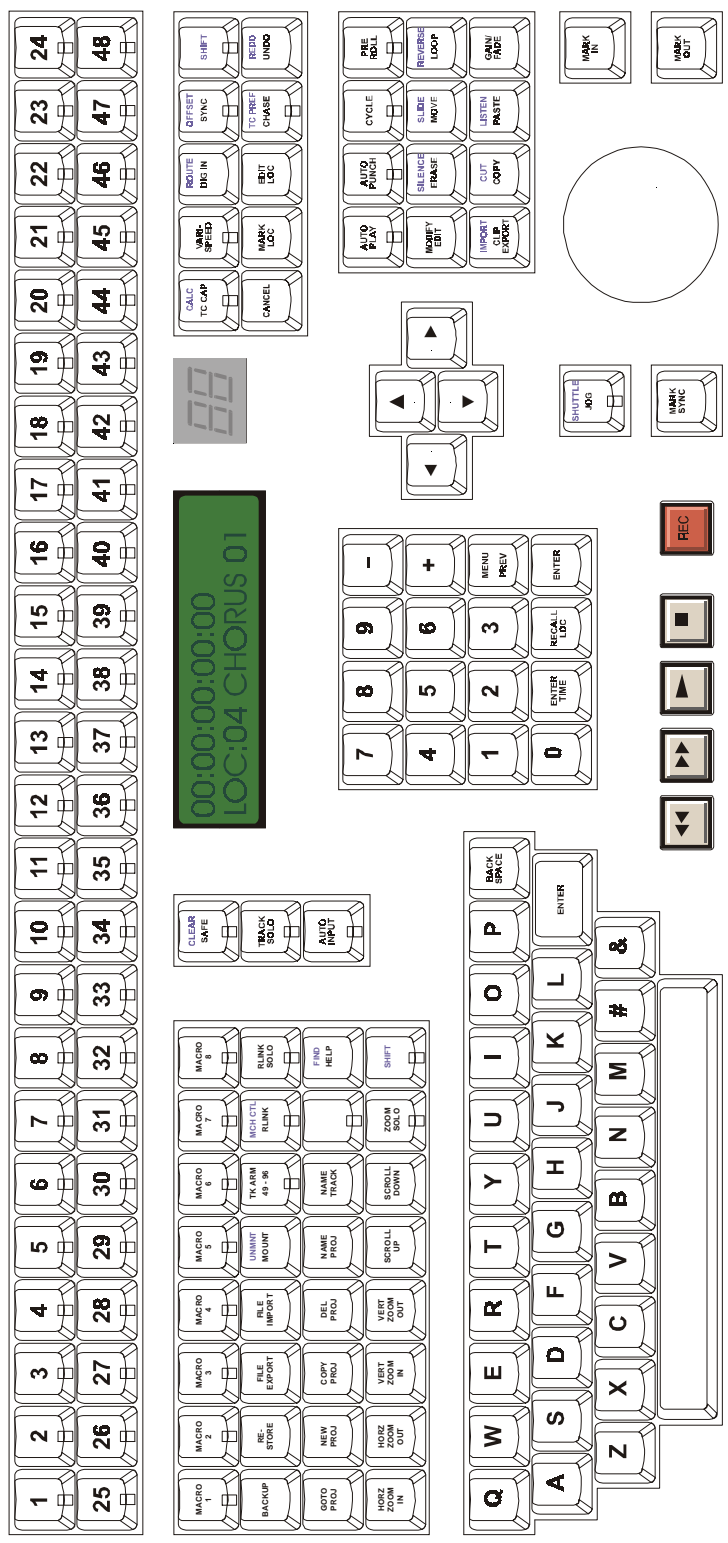 1 2 3 4 5 6 7 8 9 10 11 12 13 14 15 16 17 18 19 20 21 22 23 24
25 26 27 28 29 30 31 32 33 34 35 36 37 38 39 40 41 42 43 44 45 46 47 48
MACRO 1
MACRO 2
MACRO 3
MACRO 4
MACRO 5
MACRO 6
MACRO 7
MACRO 8
BACKUP
RE-
STORE
FILE
EXPORT
FILE
IMPORT
UNMNT
MOUNT
TK ARM
49 - 96
MCH CTL
RLINK
RLINK
SOLO
GOTO
PROJ
NEW
PROJ
COPY
PROJ
DEL
PROJ
NAME
PROJ
NAME
TRACK
FIND
HELP
HORZ
ZOOM
IN
HORZ
ZOOM
OUT
VERT
ZOOM
IN
VERT
ZOOM
OUT
SCROLL
UP
SCROLL
DOWN
ZOOM
SOLO
SHIFT
CLEAR
SAFE
TRACK
SOLO
AUTO
INPUT
00:00:00:00:00
LOC:04 CHORUS 01
CALC
TC CAP
VARI-
SPEED
ROUTE
DIG IN
OFFSET
SYNC
SHIFT
CANCEL
MARK
LOC
EDIT
LOC
TC PREF
CHASE
REDO
UNDO
Q W E R T Y U I O P
BACK
SPACE
A S D F G H J K L
ENTER
Z X C V B N M # &
7 8 9 -
4 5 6 +
1 2 3
MENU
PREV
0
ENTER
TIME
RECALL
LOC
ENTER
AUTO
PLAY
AUTO
PUNCH
CYCLE
PRE
ROLL
MODIFY
EDIT
SILENCE
ERASE
SLIDE
MOVE
REVERSE
LOOP
IMPORT
CLIP
EXPORT
CUT
COPY
LISTEN
PASTE
GAIN/
FADE
SHUTTLE
JOG
MARK
IN
MARK
SYNC
MARK
OUT
REC